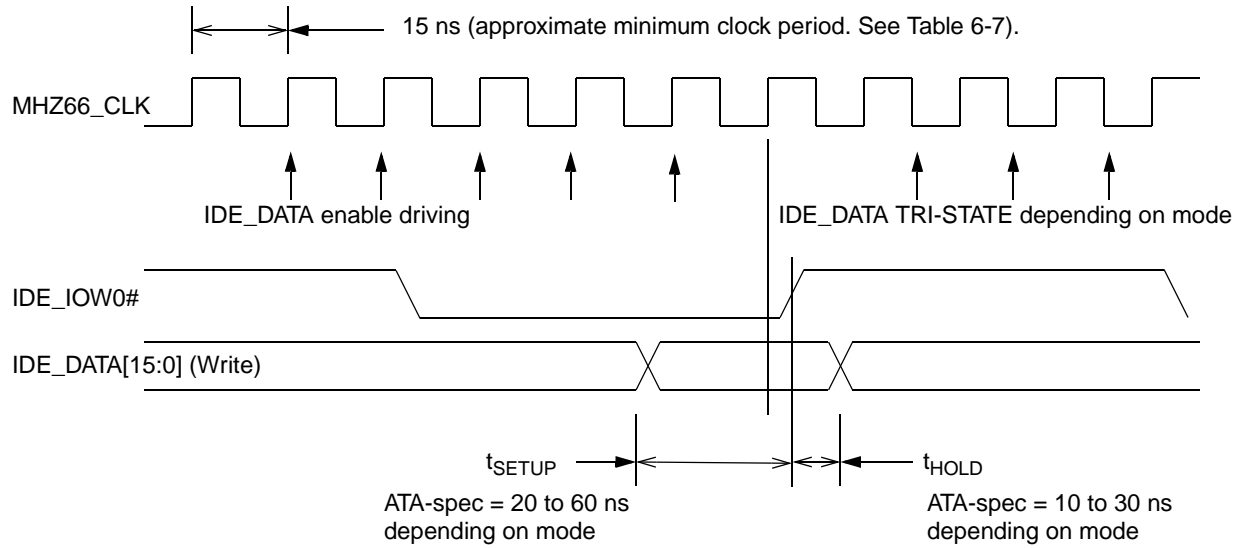 15 ns (approximate minimum clock period. See Table 6-7).
MHZ66_CLK
IDE_DATA enable driving
IDE_DATA TRI-STATE depending on mode
IDE_IOW0#
IDE_DATA[15:0] (Write)
tSETUP
tHOLD
ATA-spec = 20 to 60 ns
depending on mode
ATA-spec = 10 to 30 ns
depending on mode